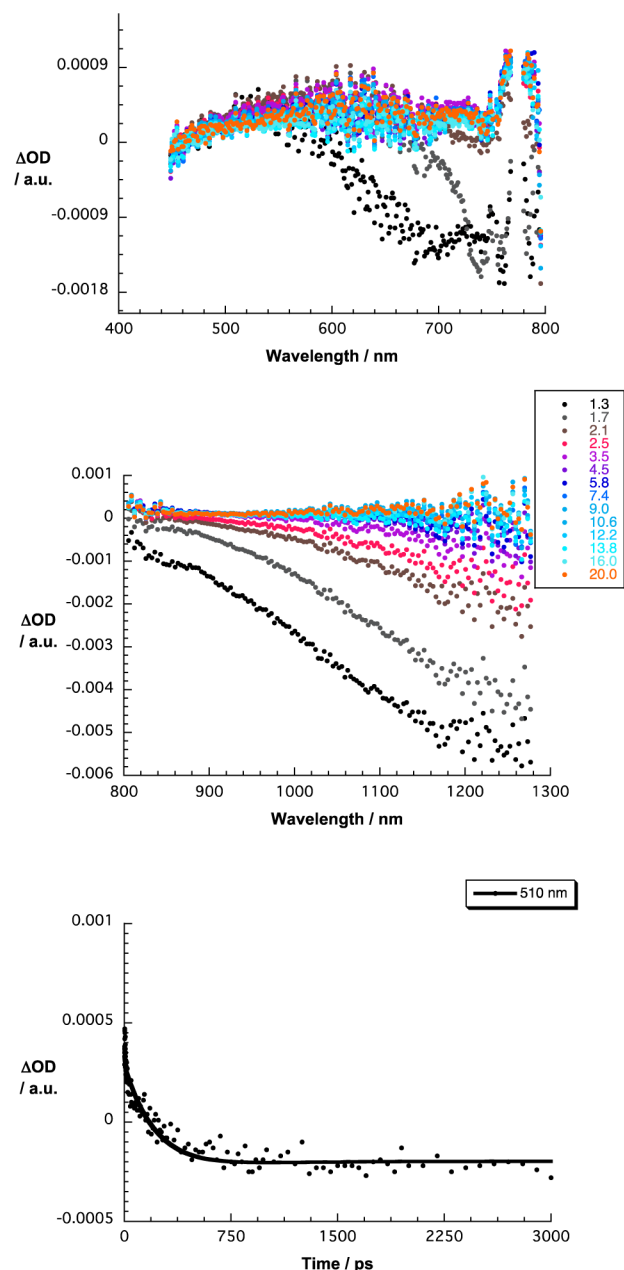 0.0009
0
ΔOD
/ a.u.
-0.0009
-0.0018
400 500 600 700 800
Wavelength / nm
1.3
1.7
2.1
2.5
3.5
4.5
5.8
7.4
9.0
10.6
12.2
13.8
16.0
20.0
0.001
0
-0.001
-0.002
ΔOD
/ a.u.
-0.003
-0.004
-0.005
-0.006
800 900 1000 1100 1200 1300
Wavelength / nm
510 nm
0.001
0.0005
ΔOD
/ a.u.
0
-0.0005
0 750 1500 2250 3000
Time / ps